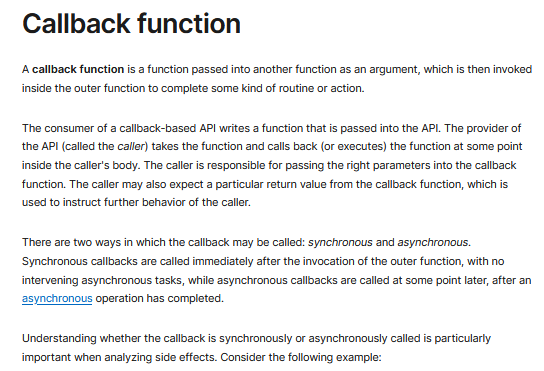 Callback function
A callback function is a function passed into another function as an argument, which is then invoked
inside the outer function to complete some kind of routine or action.
The consumer of a callback-based API writes a function that is passed into the API. The provider of
the API (called the caller) takes the function and calls back (or executes) the function at some point
inside the caller's body. The caller is responsible for passing the right parameters into the callback
function. The caller may also expect a particular return value from the callback function, which is
used to instruct further behavior of the caller.
There are two ways in which the callback may be called: synchronous and asynchronous.
Synchronous callbacks are called immediately after the invocation of the outer function, with no
intervening asynchronous tasks, while asynchronous callbacks are called at some point later, after an
asynchronous operation has completed.
Understanding whether the callback is synchronously or asynchronously called is particularly
important when analyzing side effects. Consider the following example: